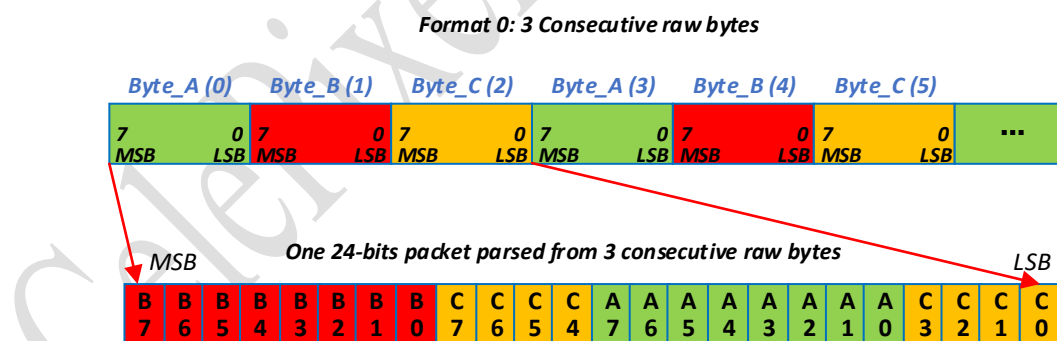 Format 0: 3 Consecutive raw bytes
Byte_A (0) Byte_B (1) Byte_C (2) Byte_A (3) Byte_B (4) Byte_C (5)
7 0 7 0 7 0 7 0 7 0 7 0 ...
MSB LSB MSB LSB MSB LSB MSB LSB MSB LSB MSB LSB
One 24-bits packet parsed from 3 consecutive raw bytes
MSB LSB
B B B B B B B B C C C C A A A A A A A A C C C C
7 6 5 4 3 2 1 0 7 6 5 4 7 6 5 4 3 2 1 0 3 2 1 0